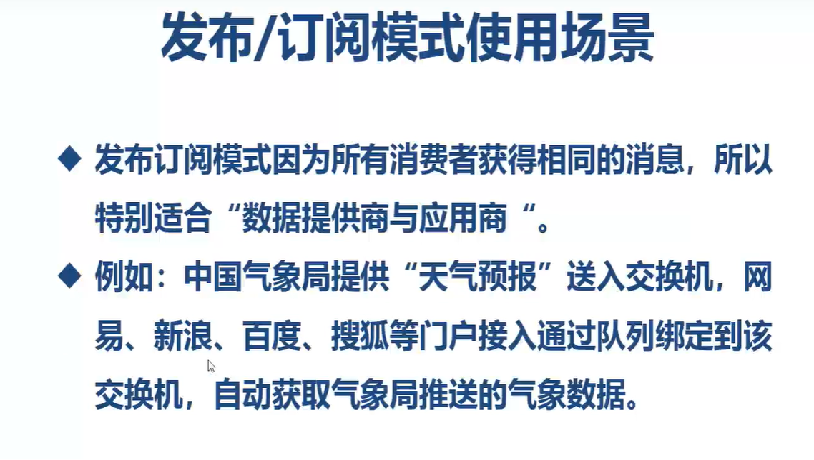 发布/订阅模式使用场景
发布订阅模式因为所有消费者获得相同的消息，所以
特别适合“数据提供商与应用商“。
例如：中国气象局提供“天气预报”送入交换机，网
易、新浪、百度、搜狐等门户接入通过队列绑定到该
交换机，自动获取气象局推送的气象数据。